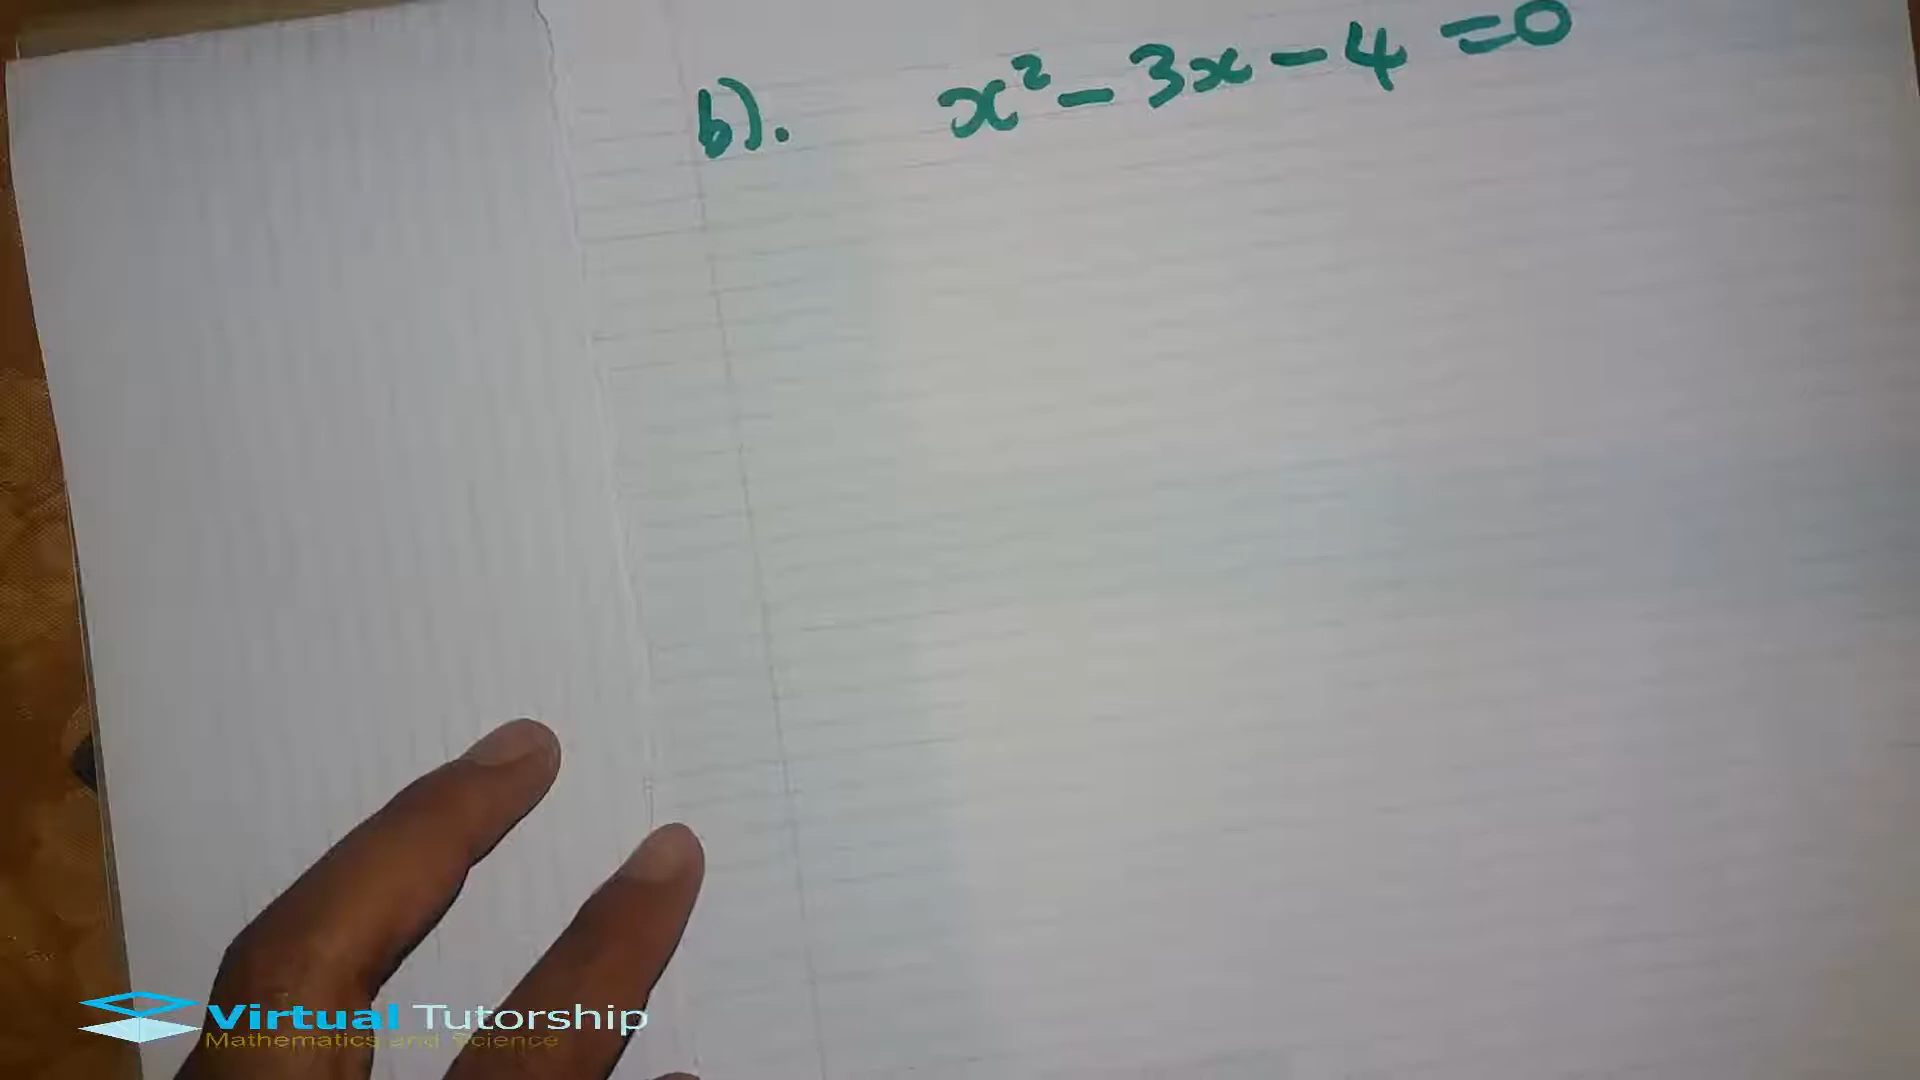 b). x² - 3x - 4 = 0
Virtual Tutorship
Mathematics and Science